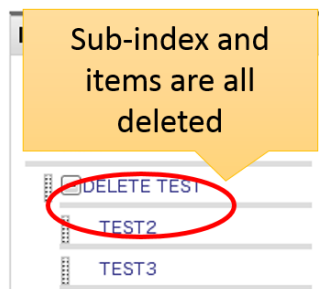 Sub-index and
items are all
deleted
DELETE TEST
TEST2
TEST3